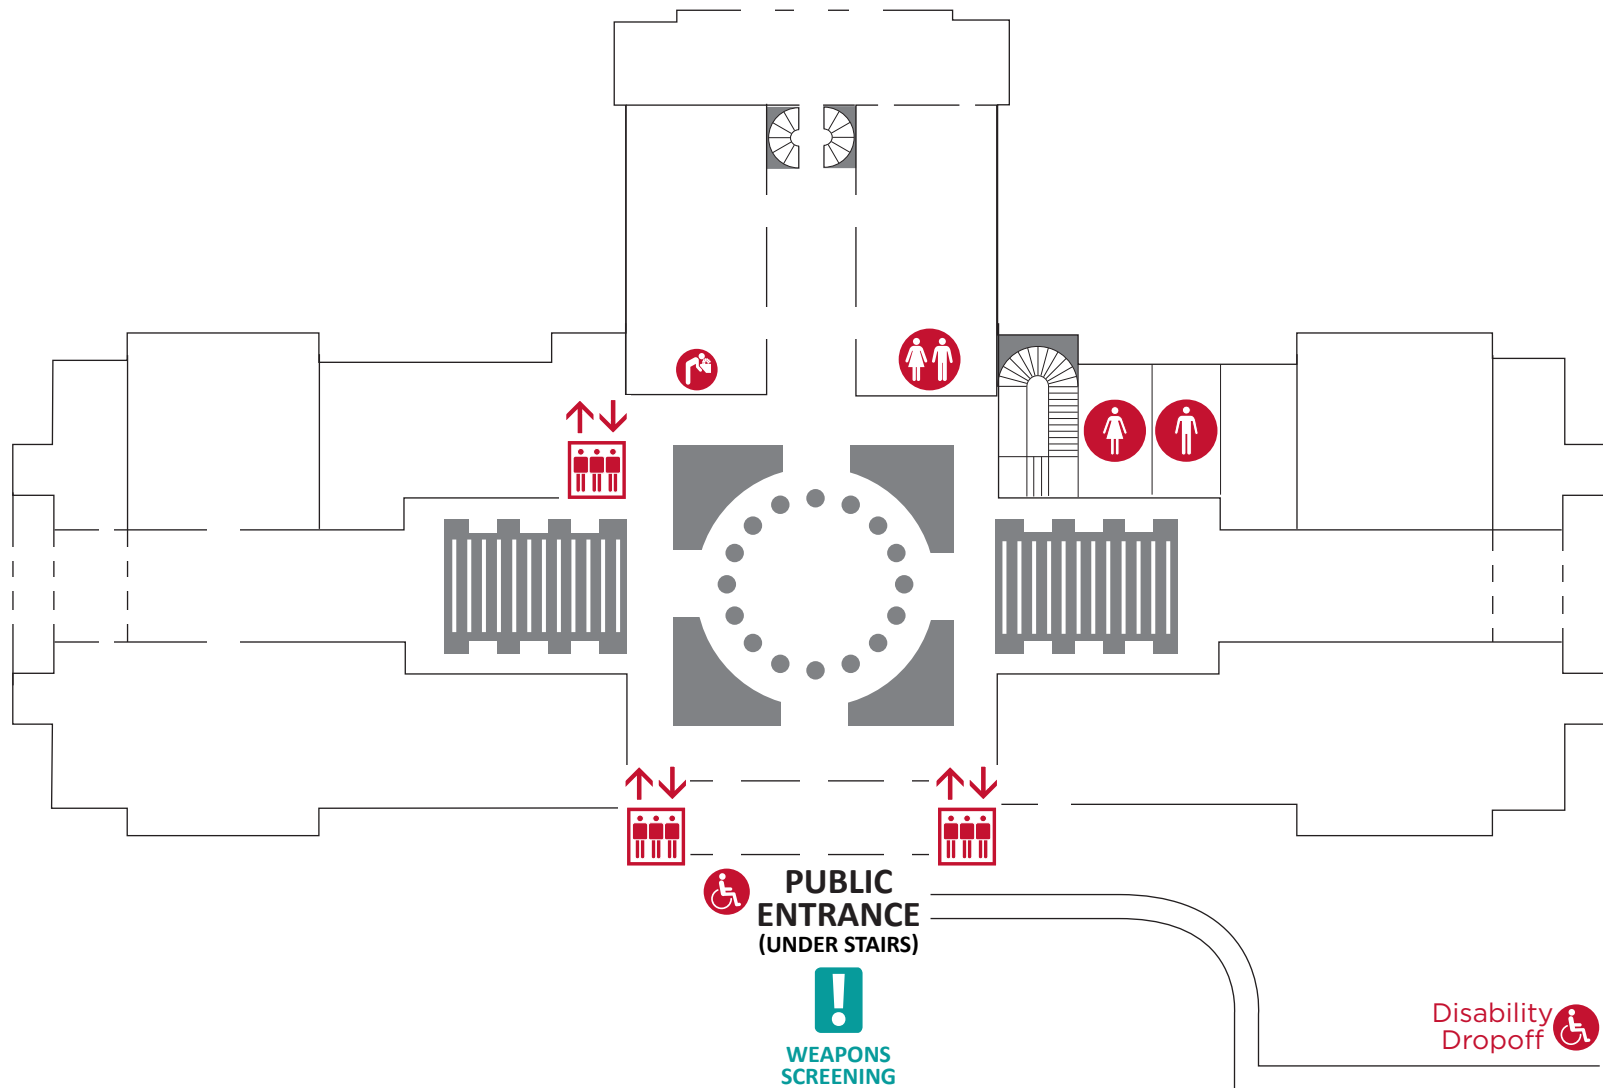 PUBLIC
ENTRANCE
(UNDER STAIRS)
WEAPONS
SCREENING
Disability
Dropoff